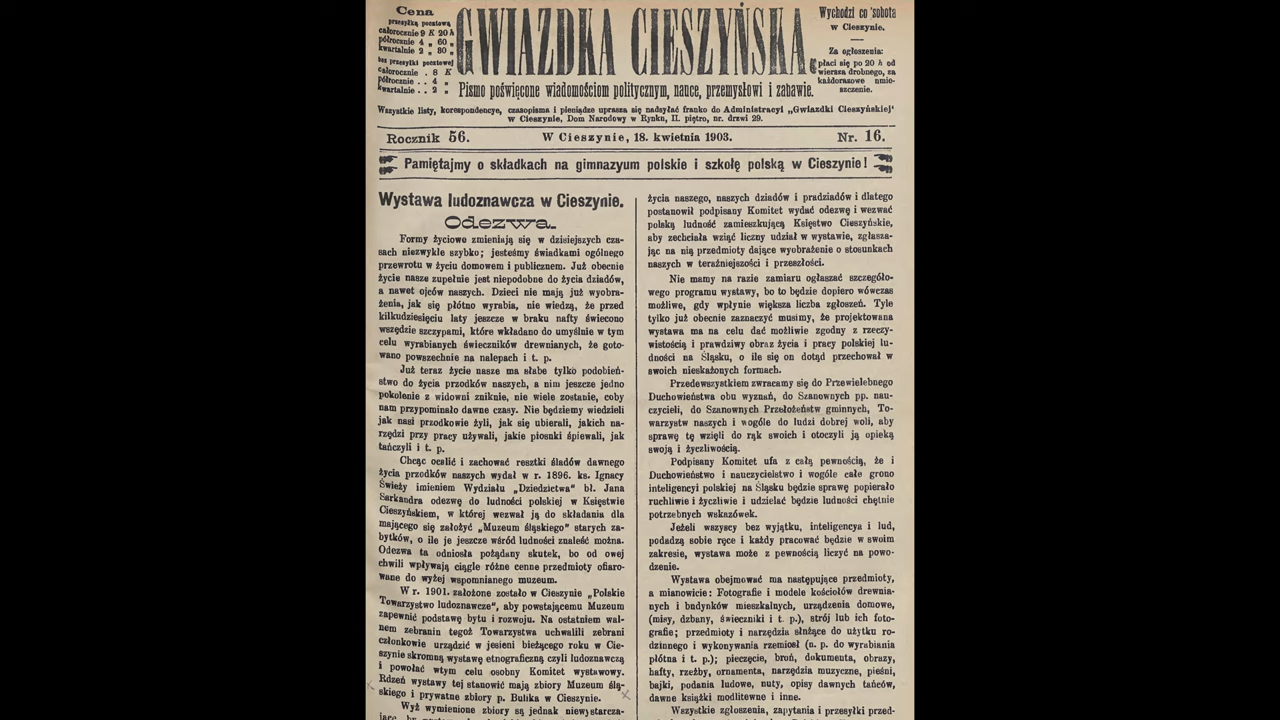 Cena
przesyłką pocztową
całorocznie 9 K 20 h
półrocznie 4 „ 60 „
kwartalnie 2 „ 30 „
bez przesyłki pocztowej
całorocznie . 8 K
półrocznie . . 4 „
kwartalnie . . 2 „
GWIAZDKA CIESZYŃSKA
Pismo poświęcone wiadomościom politycznym, nauce, przemysłowi i zabawie.
Wychodzi co sobota
w Cieszynie.
Za ogłoszenia:
płaci się po 20 h od
wiersza drobnego, za
każdorazowe umie-
szczenie.
Wszystkie listy, korespondencye, czasopisma i pieniądze uprasza się nadsyłać franko do Administracyi „Gwiazdki Cieszyńskiej"
w Cieszynie, Dom Narodowy w Rynku, II. piętro, nr. drzwi 29.
Rocznik 56. W Cieszynie, 18. kwietnia 1903. Nr. 16.
Pamiętajmy o składkach na gimnazyum polskie i szkołę polską w Cieszynie!
Wystawa ludoznawcza w Cieszynie.
Odezwa.
Formy życiowe zmieniają się w dzisiejszych cza-
sach niezwykle szybko; jesteśmy świadkami ogólnego
przewrotu w życiu domowem i publicznem. Już obecnie
życie nasze zupełnie jest niepodobne do życia dziadów,
a nawet ojców naszych. Dzieci nie mają już wyobra-
żenia, jak się płótno wyrabia, nie wiedzą, że przed
kilkudziesięciu laty jeszcze w braku nafty świecono
wszędzie szczypami, które wkładano do umyślnie w tym
celu wyrabianych świeczników drewnianych, że goto-
wano powszechnie na nalepach i t. p.
Już teraz życie nasze ma słabe tylko podobień-
stwo do życia przodków naszych, a nim jeszcze jedno
pokolenie z widowni zniknie, nie wiele zostanie, coby
nam przypominało dawne czasy. Nie będziemy wiedzieli
jak nasi przodkowie żyli, jak się ubierali, jakich na-
rzędzi przy pracy używali, jakie piosnki śpiewali, jak
tańczyli i t. p.
Chcąc ocalić i zachować resztki śladów dawnego
życia przodków naszych wydał w r. 1896. ks. Ignacy
Świeży imieniem Wydziału „Dziedzictwa" bł. Jana
Sarkandra odezwę do ludności polskiej w Księstwie
Cieszyńskiem, w której wezwał ją do składania dla
mającego się założyć „Muzeum śląskiego" starych za-
bytków, o ile je jeszcze wśród ludności znaleść można.
Odezwa ta odniosła pożądany skutek, bo od owej
chwili wpływają ciągle różne cenne przedmioty ofiaro-
wane do wyżej wspomnianego muzeum.
W r. 1901. założone zostało w Cieszynie „Polskie
Towarzystwo ludoznawcze", aby powstającemu Muzeum
zapewnić podstawę bytu i rozwoju. Na ostatniem wal-
nem zebraniu tegoż Towarzystwa uchwalili zebrani
członkowie urządzić w jesieni bieżącego roku w Cie-
szynie skromną wystawę etnograficzną czyli ludoznawczą
i powołać wtym celu osobny Komitet wystawowy.
Rdzeń wystawy tej stanowić mają zbiory Muzeum ślą-
skiego i prywatne zbiory p. Bulika w Cieszynie.
Wyż wymienione zbiory są jednak niewystarcza-
życia naszego, naszych dziadów i pradziadów i dlatego
postanowił podpisany Komitet wydać odezwę i wezwać
polską ludność zamieszkującą Księstwo Cieszyńskie,
aby zechciała wziąć liczny udział w wystawie, zgłasza-
jąc na nią przedmioty dające wyobrażenie o stosunkach
naszych w teraźniejszości i przeszłości.
Nie mamy na razie zamiaru ogłaszać szczegóło-
wego programu wystawy, bo to będzie dopiero wówczas
możliwe, gdy wpłynie większa liczba zgłoszeń. Tyle
tylko już obecnie zaznaczyć musimy, że projektowana
wystawa ma na celu dać możliwie zgodny z rzeczy-
wistością i prawdziwy obraz życia i pracy polskiej lu-
dności na Śląsku, o ile się on dotąd przechował w
swoich nieskażonych formach.
Przedewszystkiem zwracamy się do Przewielebnego
Duchowieństwa obu wyznań, do Szanownych pp. nau-
czycieli, do Szanownych Przełożeństw gminnych, To-
warzystw naszych i wogóle do ludzi dobrej woli, aby
sprawę tę wzięli do rąk swoich i otoczyli ją opieką
swoją i życzliwością.
Podpisany Komitet ufa z całą pewnością, że i
Duchowieństwo i nauczycielstwo i wogóle całe grono
inteligencyi polskiej na Śląsku będzie sprawę popierało
ruchliwie i życzliwie i udzielać będzie ludności chętnie
potrzebnych wskazówek.
Jeżeli wszyscy bez wyjątku, inteligencya i lud,
podadzą sobie ręce i każdy pracować będzie w swoim
zakresie, wystawa może z pewnością liczyć na powo-
dzenie.
Wystawa obejmować ma następujące przedmioty,
a mianowicie: Fotografie i modele kościołów drewnia-
nych i budynków mieszkalnych, urządzenia domowe,
(misy, dzbany, świeczniki i t. p.), strój lub ich foto-
grafie; przedmioty i narzędzia służące do użytku ro-
dzinnego i wykonywania rzemiosł (n. p. do wyrabiania
płótna i t. p.); pieczęcie, broń, dokumenta, obrazy,
hafty, rzeźby, ornamenta, narzędzia muzyczne, pieśni,
bajki, podania ludowe, nuty, opisy dawnych tańców,
dawne książki modlitewne i inne.
Wszystkie zgłoszenia, zapytania i przesyłki przed-